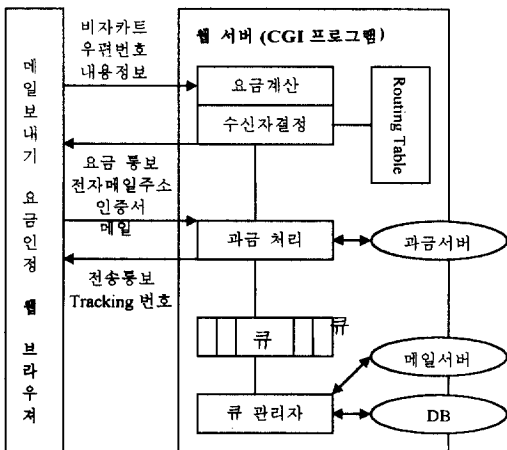 메일보내기 요금인정 웹 브라우져
비자카트
우편번호
내용정보
요금 통보
전자매일주소
인증서
메일
전송통보
Tracking 번호
웹 서버 (CGI 프로그램)
요금계산
수신자결정
Routing Table
과금 처리
과금서버
큐
큐
메일서버
큐 관리자
DB